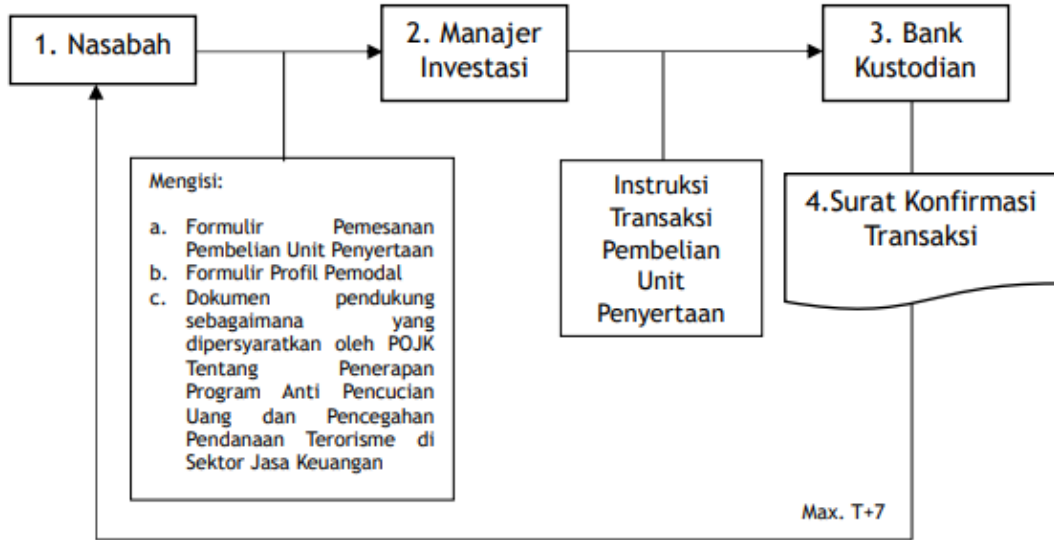 1. Nasabah
2. Manajer
Investasi
3. Bank
Kustodian
Mengisi:
a. Formulir Pemesanan
Pembelian Unit Penyertaan
b. Formulir Profil Pemodal
c. Dokumen pendukung
sebagaimana yang
dipersyaratkan oleh POJK
Tentang Penerapan
Program Anti Pencucian
Uang dan Pencegahan
Pendanaan Terorisme di
Sektor Jasa Keuangan
Instruksi
Transaksi
Pembelian
Unit
Penyertaan
4.Surat Konfirmasi
Transaksi
Max. T+7